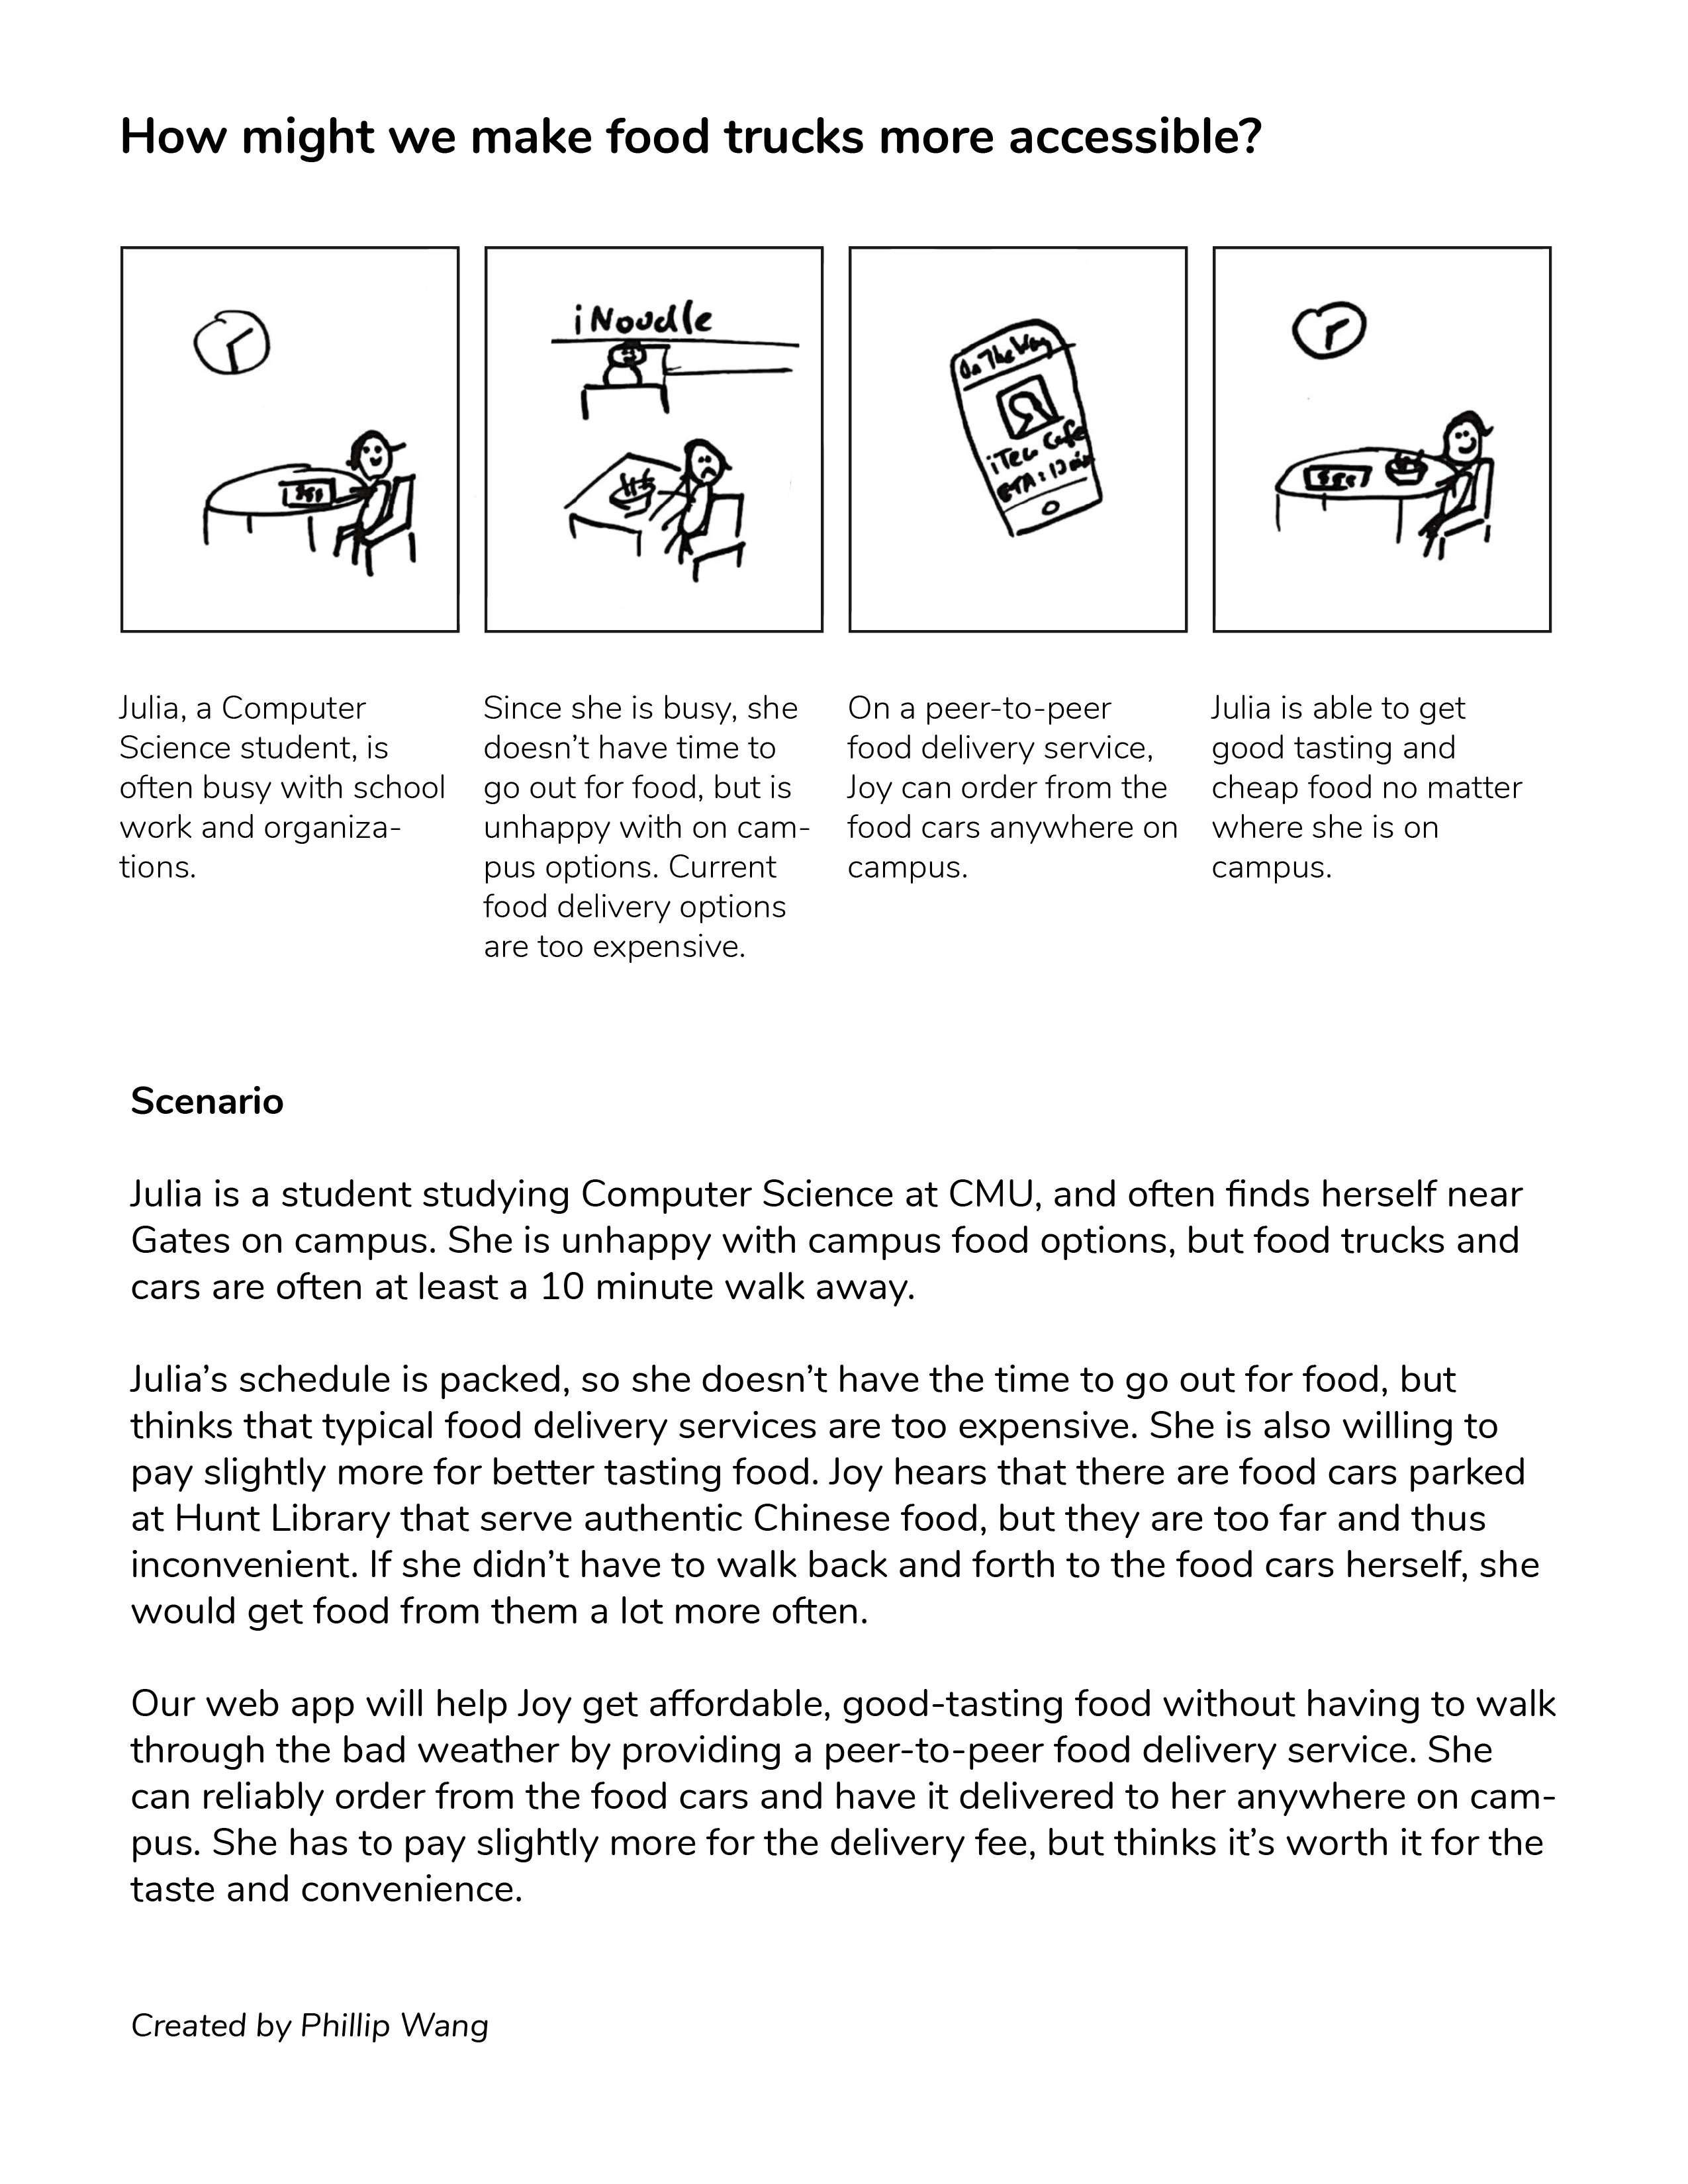 How might we make food trucks more accessible?
iNoodle
On The Way
iTea Cafe
ETA:
Julia, a Computer
Science student, is
often busy with school
work and organiza-
tions.
Since she is busy, she
doesn’t have time to
go out for food, but is
unhappy with on cam-
pus options. Current
food delivery options
are too expensive.
On a peer-to-peer
food delivery service,
Joy can order from the
food cars anywhere on
campus.
Julia is able to get
good tasting and
cheap food no matter
where she is on
campus.
Scenario
Julia is a student studying Computer Science at CMU, and often finds herself near
Gates on campus. She is unhappy with campus food options, but food trucks and
cars are often at least a 10 minute walk away.
Julia’s schedule is packed, so she doesn’t have the time to go out for food, but
thinks that typical food delivery services are too expensive. She is also willing to
pay slightly more for better tasting food. Joy hears that there are food cars parked
at Hunt Library that serve authentic Chinese food, but they are too far and thus
inconvenient. If she didn’t have to walk back and forth to the food cars herself, she
would get food from them a lot more often.
Our web app will help Joy get affordable, good-tasting food without having to walk
through the bad weather by providing a peer-to-peer food delivery service. She
can reliably order from the food cars and have it delivered to her anywhere on cam-
pus. She has to pay slightly more for the delivery fee, but thinks it’s worth it for the
taste and convenience.
Created by Phillip Wang